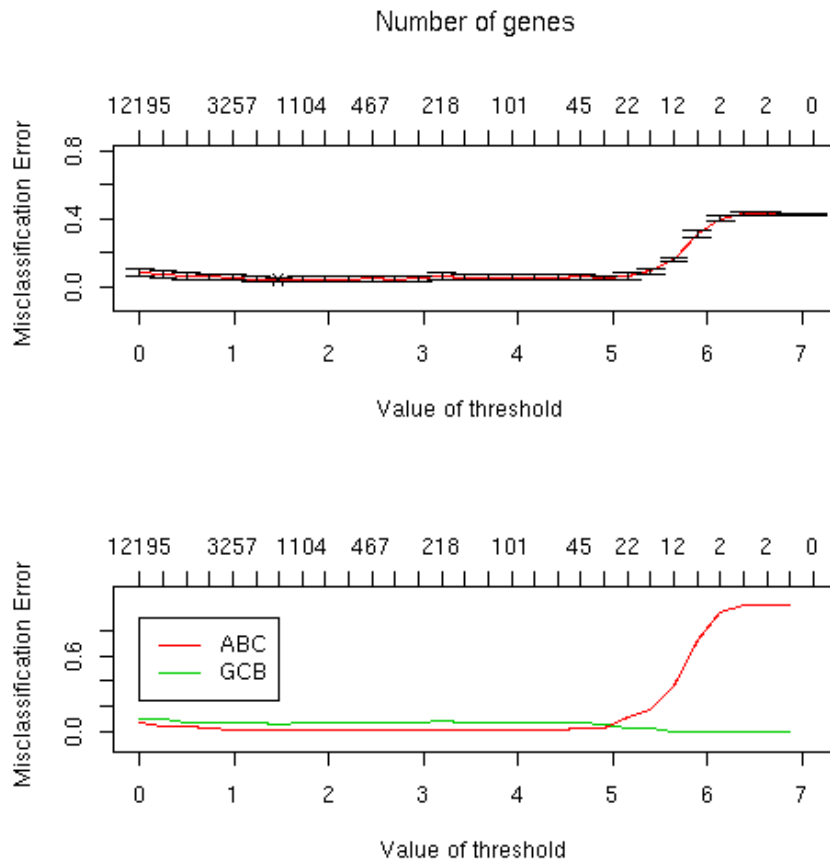 Number of genes
12195 3257 1104 467 218 101 45 22 12 2 2 0
Misclassification Error
0.8
0.4
0.0
0 1 2 3 4 5 6 7
Value of threshold
12195 3257 1104 467 218 101 45 22 12 2 2 0
Misclassification Error
0.6
0.0
ABC
GCB
0 1 2 3 4 5 6 7
Value of threshold